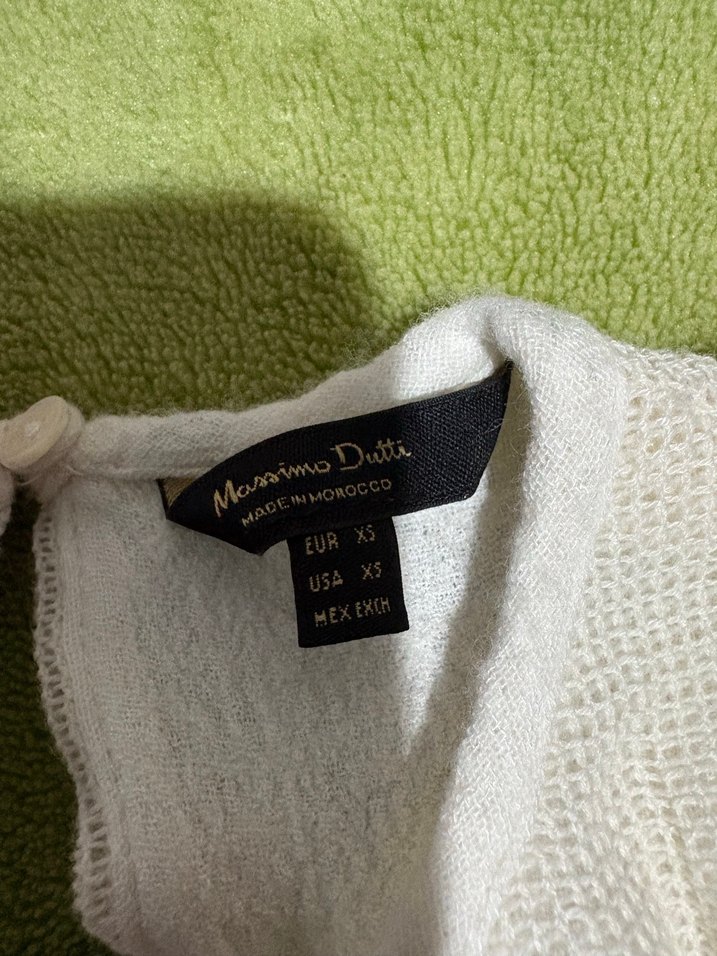 Massimo Dutti
MADE IN MOROCCO
EUR XS
USA XS
MEX EXCH